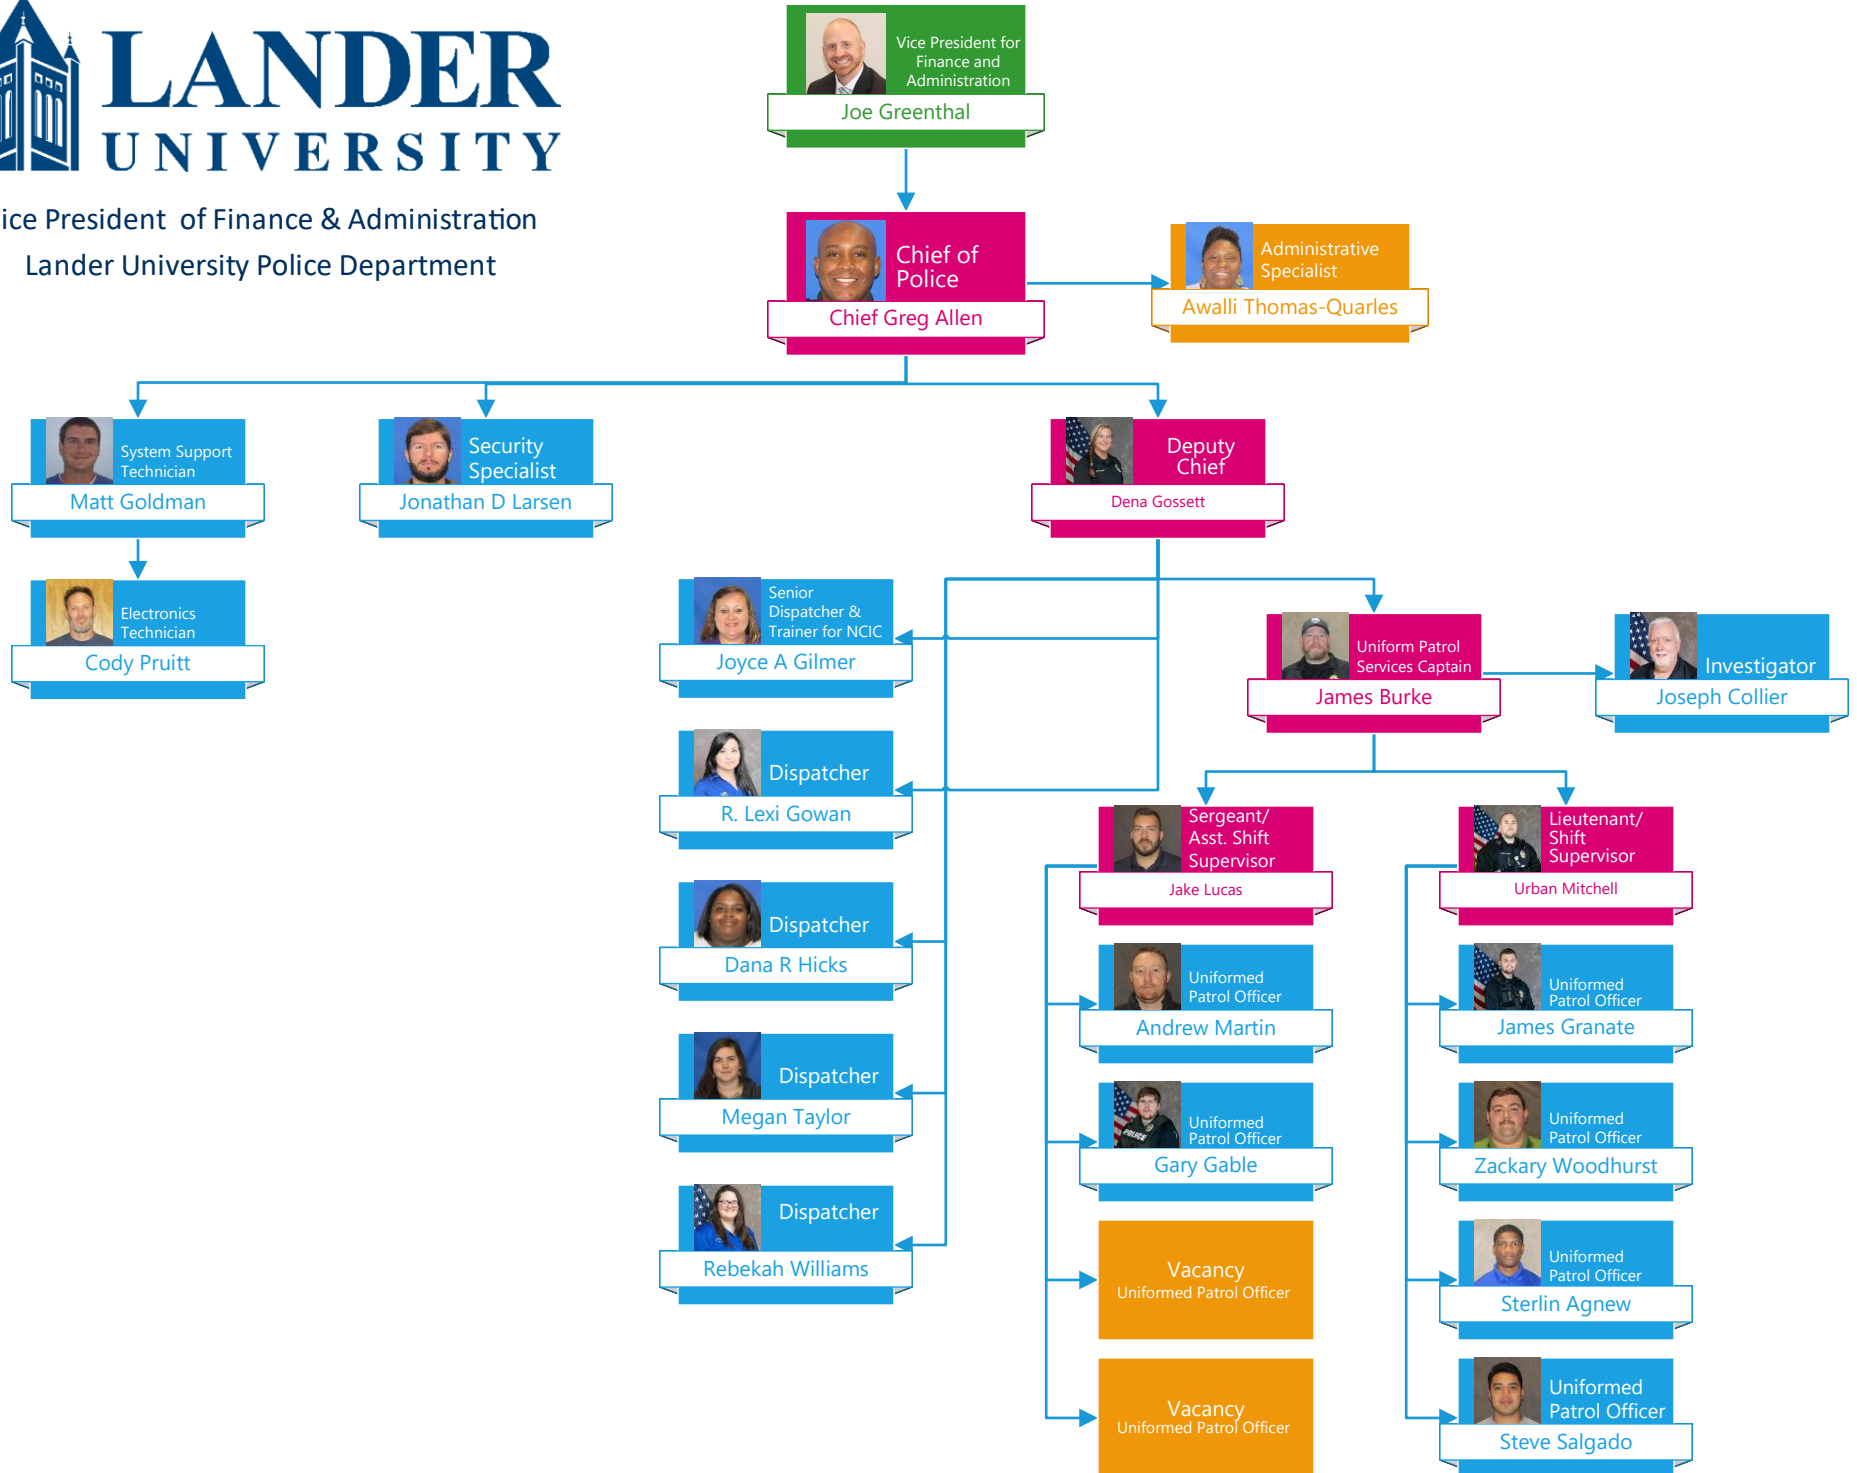 LANDER
UNIVERSITY
ice President of Finance & Administration
Lander University Police Department
Vice President for
Finance and
Administration
Joe Greenthal
Chief of
Police
Chief Greg Allen
Administrative
Specialist
Awalli Thomas-Quarles
System Support
Technician
Matt Goldman
Security
Specialist
Jonathan D Larsen
Deputy
Chief
Dena Gossett
Electronics
Technician
Cody Pruitt
Senior
Dispatcher &
Trainer for NCIC
Joyce A Gilmer
Uniform Patrol
Services Captain
James Burke
Investigator
Joseph Collier
Dispatcher
R. Lexi Gowan
Dispatcher
Dana R Hicks
Dispatcher
Megan Taylor
Dispatcher
Rebekah Williams
Sergeant/
Asst. Shift
Supervisor
Jake Lucas
Uniformed
Patrol Officer
Andrew Martin
Uniformed
Patrol Officer
POLICE
Gary Gable
Vacancy
Uniformed Patrol Officer
Vacancy
Uniformed Patrol Officer
Lieutenant/
Shift
Supervisor
Urban Mitchell
Uniformed
Patrol Officer
James Granate
Uniformed
Patrol Officer
Zackary Woodhurst
Uniformed
Patrol Officer
Sterlin Agnew
Uniformed
Patrol Officer
Steve Salgado